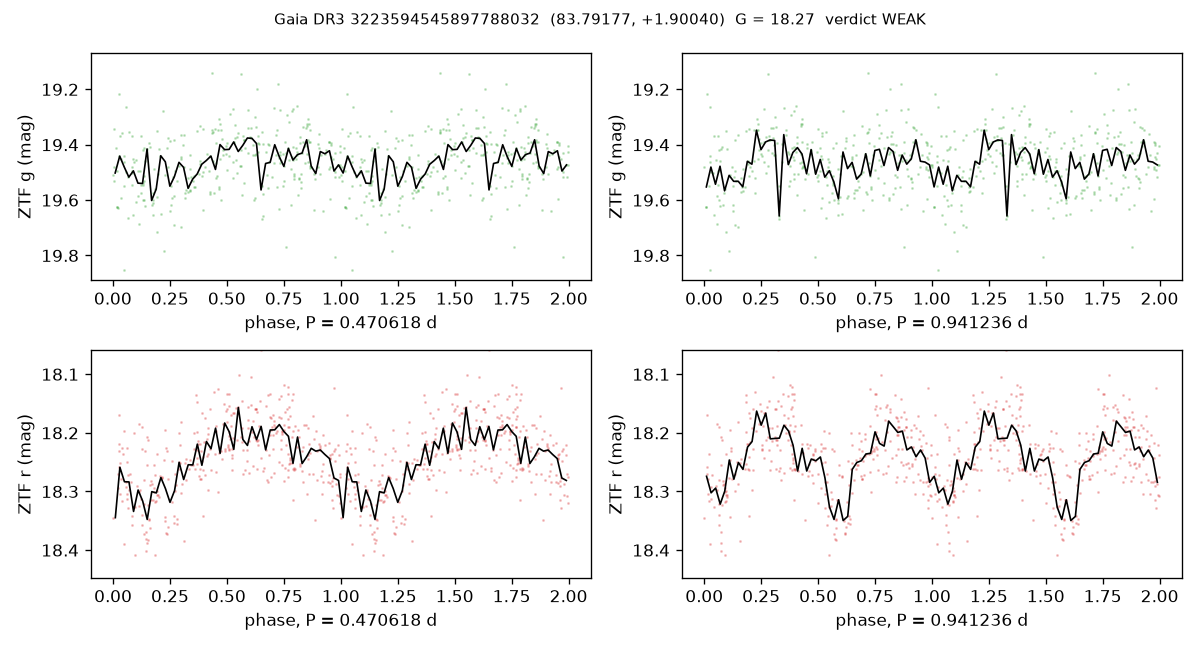 Gaia DR3 3223594545897788032 (83.79177, +1.90040) G = 18.27 verdict WEAK
ZTF g (mag)
19.2
19.4
19.6
19.8
0.00 0.25 0.50 0.75 1.00 1.25 1.50 1.75 2.00
phase, P = 0.470618 d
ZTF g (mag)
19.2
19.4
19.6
19.8
0.00 0.25 0.50 0.75 1.00 1.25 1.50 1.75 2.00
phase, P = 0.941236 d
ZTF r (mag)
18.1
18.2
18.3
18.4
0.00 0.25 0.50 0.75 1.00 1.25 1.50 1.75 2.00
phase, P = 0.470618 d
ZTF r (mag)
18.1
18.2
18.3
18.4
0.00 0.25 0.50 0.75 1.00 1.25 1.50 1.75 2.00
phase, P = 0.941236 d